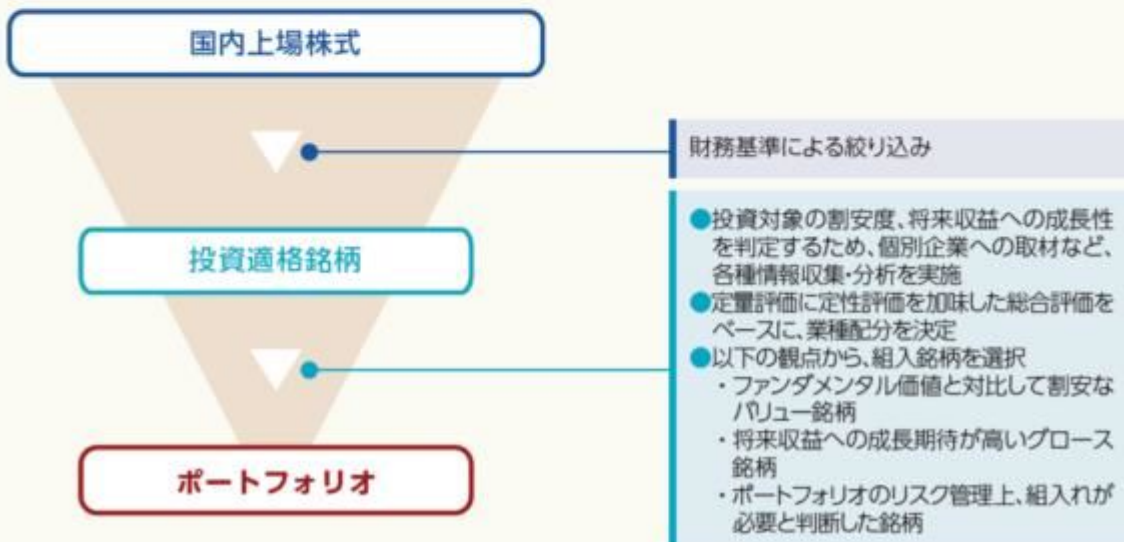 国内上場株式
財務基準による絞り込み
投資適格銘柄
●投資対象の割安度、将来収益への成長性
を判定するため、個別企業への取材など、
各種情報収集・分析を実施
●定量評価に定性評価を加味した総合評価を
ベースに、業種配分を決定
●以下の観点から、組入銘柄を選択
・ファンダメンタル価値と対比して割安な
バリュー銘柄
・将来収益への成長期待が高いグロース
銘柄
・ポートフォリオのリスク管理上、組入れが
必要と判断した銘柄
ポートフォリオ